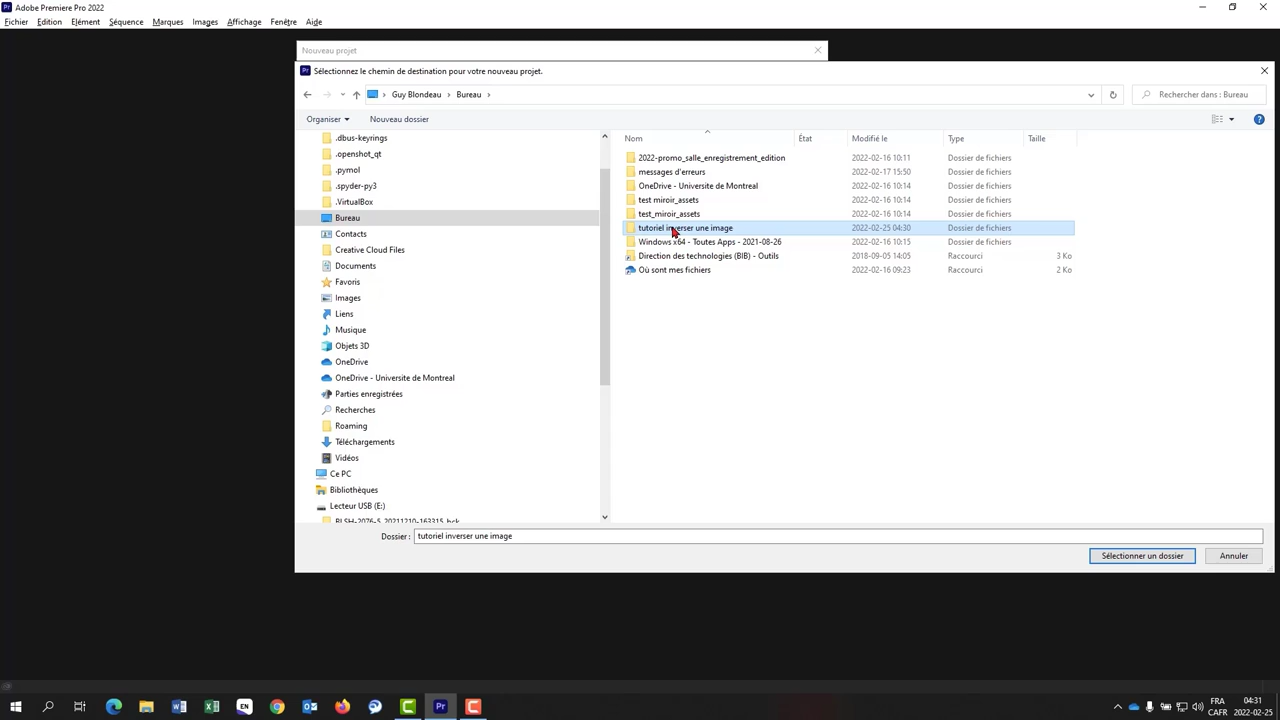 Adobe Premiere Pro 2022
Fichier Edition Elément Séquence Marques Images Affichage Fenêtre Aide
Nouveau projet
Sélectionnez le chemin de destination pour votre nouveau projet.
Guy Blondeau > Bureau >
Rechercher dans : Bureau
Organiser Nouveau dossier
Nom État Modifié le Type Taille
.dbus-keyrings
.openshot_qt
.pymol
.spyder-py3
.VirtualBox
Bureau
Contacts
Creative Cloud Files
Documents
Favoris
Images
Liens
Musique
Objets 3D
OneDrive
OneDrive - Universite de Montreal
Parties enregistrées
Recherches
Roaming
Téléchargements
Vidéos
Ce PC
Bibliothèques
Lecteur USB (E:)
BLSH-2076-5_20211210-163315_bck
2022-promo_salle_enregistrement_edition 2022-02-16 10:11 Dossier de fichiers
messages d'erreurs 2022-02-17 15:50 Dossier de fichiers
OneDrive - Universite de Montreal 2022-02-16 10:14 Dossier de fichiers
test miroir_assets 2022-02-16 10:14 Dossier de fichiers
test_miroir_assets 2022-02-16 10:14 Dossier de fichiers
tutoriel inverser une image 2022-02-25 04:30 Dossier de fichiers
Windows x64 - Toutes Apps - 2021-08-26 2022-02-16 10:15 Dossier de fichiers
Direction des technologies (BIB) - Outils 2018-09-05 14:05 Raccourci 3 Ko
Où sont mes fichiers 2022-02-16 09:23 Raccourci 2 Ko
Dossier : tutoriel inverser une image
Sélectionner un dossier Annuler
EN
FRA
CAFR
04:31
2022-02-25